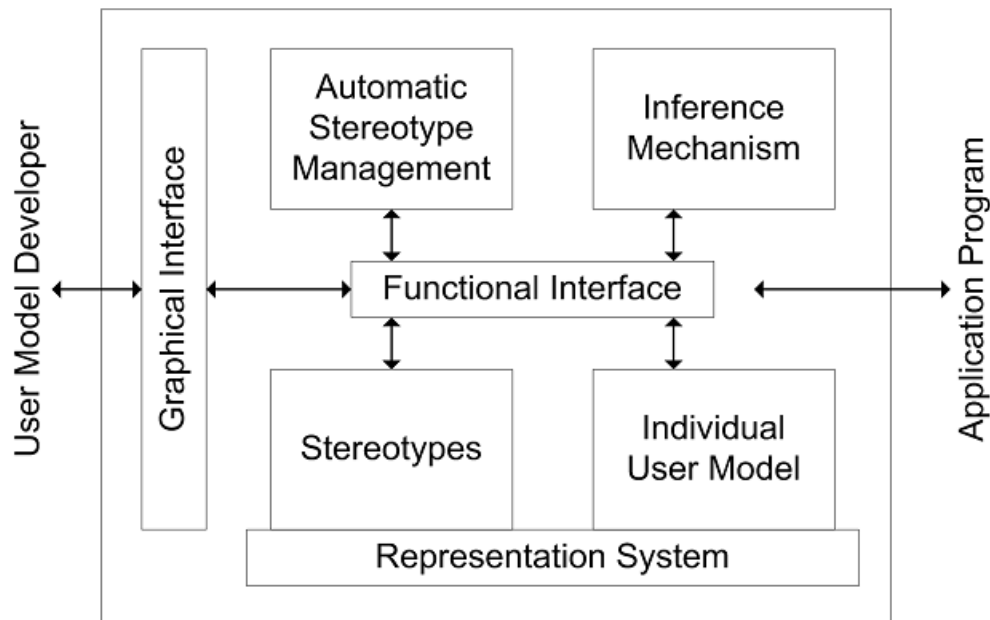 User Model Developer
Graphical Interface
Automatic
Stereotype
Management
Inference
Mechanism
Functional Interface
Stereotypes
Individual
User Model
Representation System
Application Program